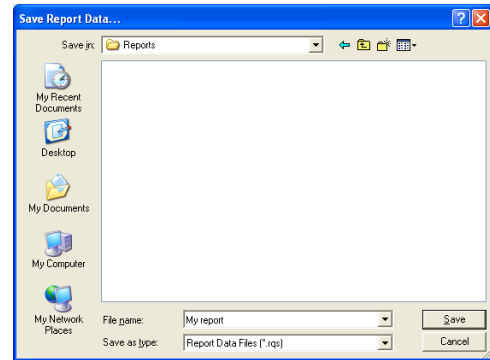 Save Report Data...
Save in: Reports
My Recent
Documents
Desktop
My Documents
My Computer
My Network
Places
File name: My report Save
Save as type: Report Data Files (*.rqs) Cancel